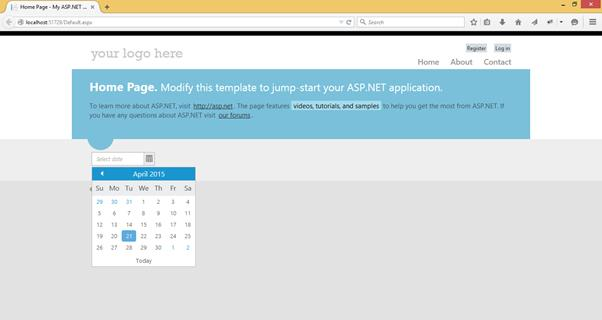 Home Page - My ASP.NET ...
localhost:51729/Default.aspx
Search
your logo here
Register Log in
Home About Contact
Home Page. Modify this template to jump-start your ASP.NET application.
To learn more about ASP.NET, visit http://asp.net. The page features videos, tutorials, and samples to help you get the most from ASP.NET. If
you have any questions about ASP.NET visit our forums.
Select date
April 2015
Su Mo Tu We Th Fr Sa
29 30 31 1 2 3 4
5 6 7 8 9 10 11
12 13 14 15 16 17 18
19 20 21 22 23 24 25
26 27 28 29 30 1 2
Today